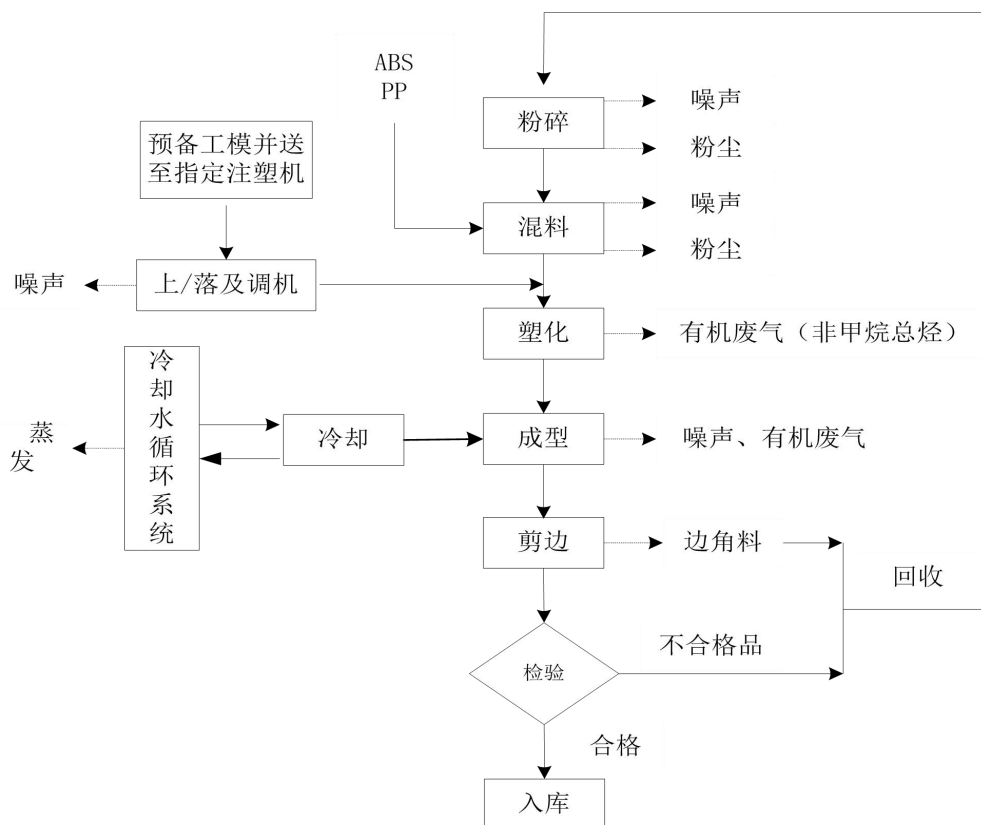 ABS
PP
粉碎
噪声
粉尘
预备工模并送
至指定注塑机
混料
噪声
粉尘
噪声
上/落及调机
塑化
有机废气（非甲烷总烃）
冷
却
水
循
环
系
统
蒸
发
冷却
成型
噪声、有机废气
剪边
边角料
回收
不合格品
检验
合格
入库